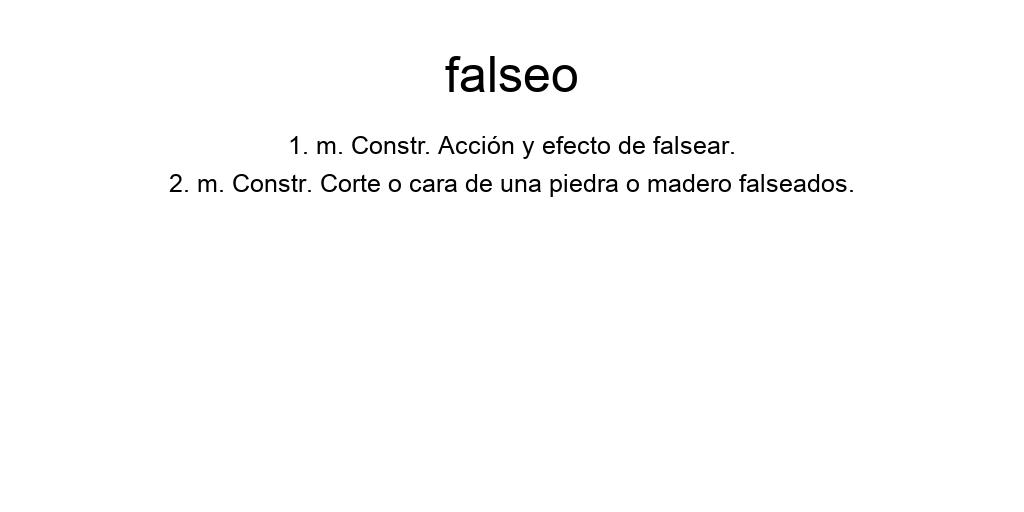 falseo
1. m. Constr. Acción y efecto de falsear.
2. m. Constr. Corte o cara de una piedra o madero falseados.